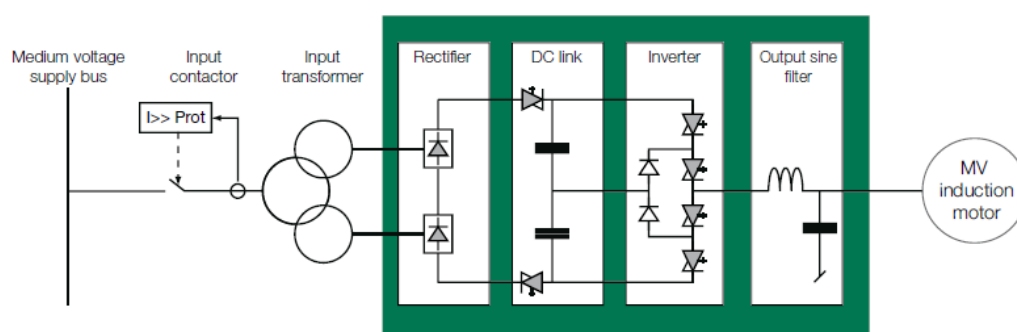 Medium voltage
supply bus
Input
contactor
Input
transformer
Rectifier
DC link
Inverter
Output sine
filter
I>> Prot
MV
induction
motor